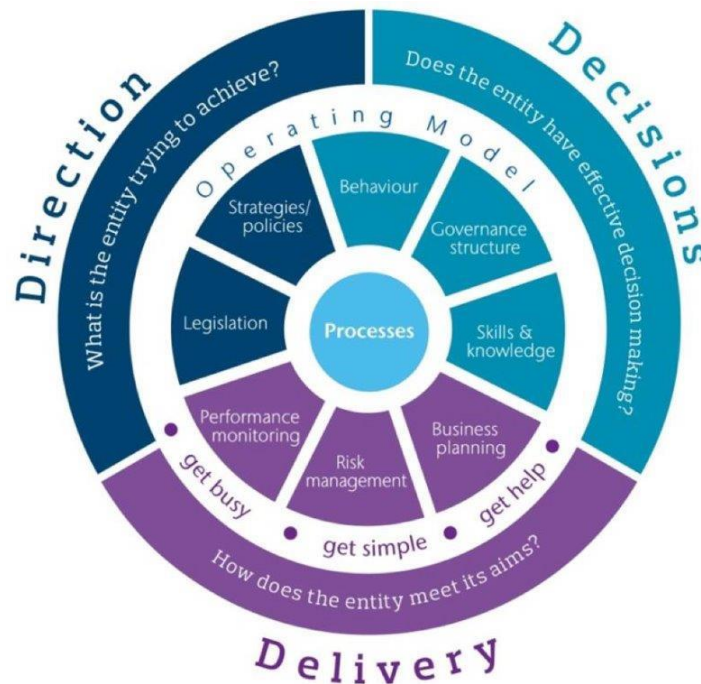 Direction
What is the entity trying to achieve?
Decisions
Does the entity have effective decision making?
Operating Model
Strategies/
policies
Behaviour
Governance
structure
Legislation
Processes
Skills &
knowledge
Performance
monitoring
Risk
management
Business
planning
get busy
get simple
get help
How does the entity meet its aims?
Delivery